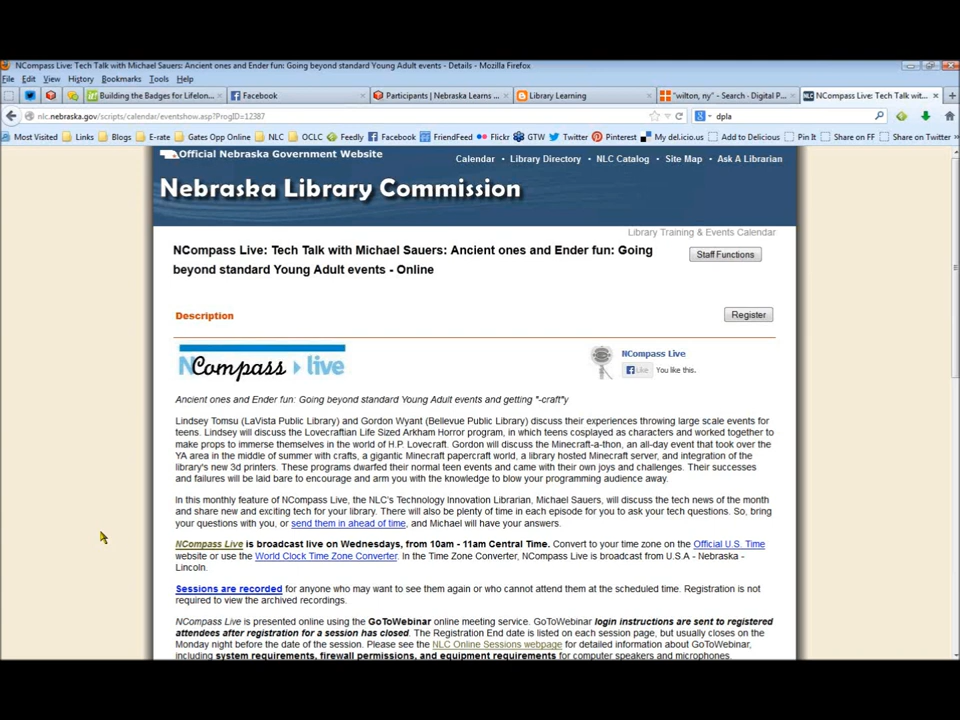 NCompass Live: Tech Talk with Michael Sauers: Ancient ones and Ender fun: Going beyond standard Young Adult events - Details - Mozilla Firefox
File Edit View History Bookmarks Tools Help
Building the Badges for Lifelon... × Facebook × Participants | Nebraska Learns ... × Library Learning × "wilton, ny" - Search - Digital P... × NCompass Live: Tech Talk wit... ×
nlc.nebraska.gov/scripts/calendar/eventshow.asp?ProgID=12387 dpla
Most Visited Links Blogs E-rate Gates Opp Online NLC OCLC Feedly Facebook FriendFeed Flickr GTW Twitter Pinterest My del.icio.us Add to Delicious Share on FF Pin It Share on Twitter
Official Nebraska Government Website
Calendar • Library Directory • NLC Catalog • Site Map • Ask A Librarian
Nebraska Library Commission
Library Training & Events Calendar
NCompass Live: Tech Talk with Michael Sauers: Ancient ones and Ender fun: Going
beyond standard Young Adult events - Online
Staff Functions
Description
Register
NCompass live
NCompass Live
Like You like this.
Ancient ones and Ender fun: Going beyond standard Young Adult events and getting "-craft"y
Lindsey Tomsu (LaVista Public Library) and Gordon Wyant (Bellevue Public Library) discuss their experiences throwing large scale events for
teens. Lindsey will discuss the Lovecraftian Life Sized Arkham Horror program, in which teens cosplayed as characters and worked together to
make props to immerse themselves in the world of H.P. Lovecraft. Gordon will discuss the Minecraft-a-thon, an all-day event that took over the
YA area in the middle of summer with crafts, a gigantic Minecraft papercraft world, a library hosted Minecraft server, and integration of the
library's new 3d printers. These programs dwarfed their normal teen events and came with their own joys and challenges. Their successes
and failures will be laid bare to encourage and arm you with the knowledge to blow your programming audience away.
In this monthly feature of NCompass Live, the NLC's Technology Innovation Librarian, Michael Sauers, will discuss the tech news of the month
and share new and exciting tech for your library. There will also be plenty of time in each episode for you to ask your tech questions. So, bring
your questions with you, or send them in ahead of time, and Michael will have your answers.
NCompass Live is broadcast live on Wednesdays, from 10am - 11am Central Time. Convert to your time zone on the Official U.S. Time
website or use the World Clock Time Zone Converter. In the Time Zone Converter, NCompass Live is broadcast from U.S.A - Nebraska -
Lincoln.
Sessions are recorded for anyone who may want to see them again or who cannot attend them at the scheduled time. Registration is not
required to view the archived recordings.
NCompass Live is presented online using the GoToWebinar online meeting service. GoToWebinar login instructions are sent to registered
attendees after registration for a session has closed. The Registration End date is listed on each session page, but usually closes on the
Monday night before the date of the session. Please see the NLC Online Sessions webpage for detailed information about GoToWebinar,
including system requirements, firewall permissions, and equipment requirements for computer speakers and microphones.